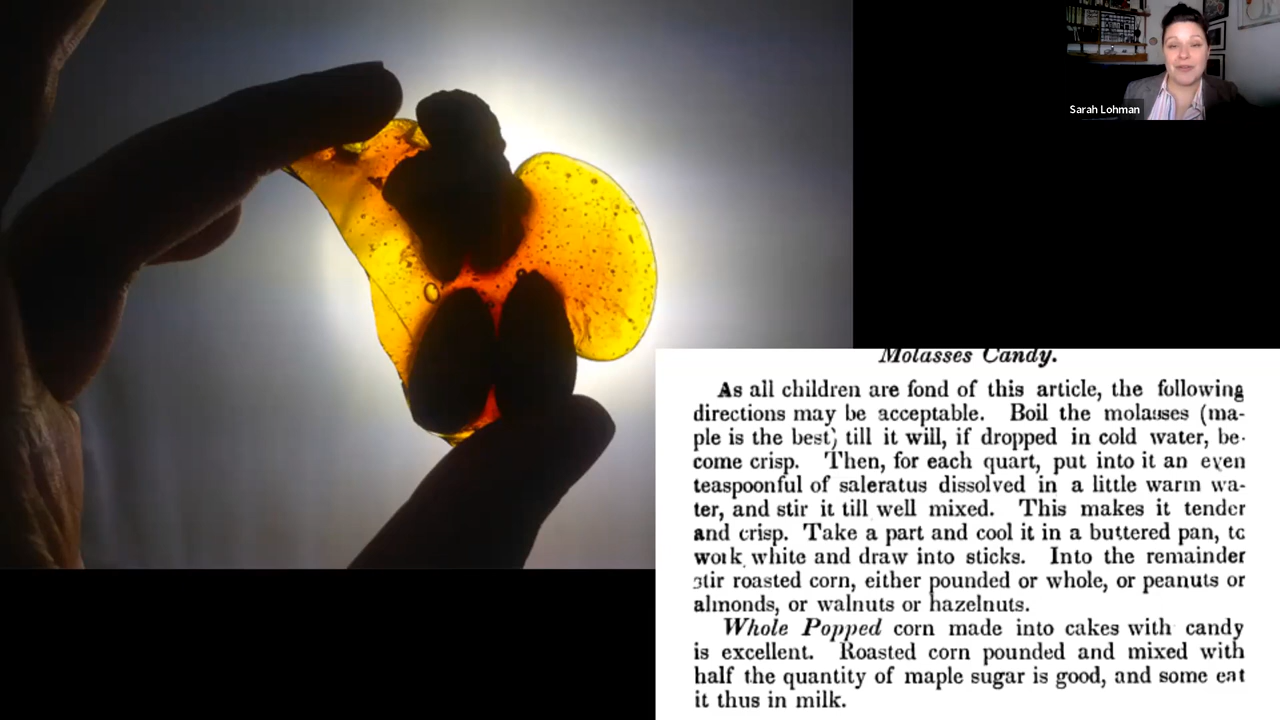 Sarah Lohman
Molasses Candy.
As all children are fond of this article, the following
directions may be acceptable. Boil the molasses (ma-
ple is the best) till it will, if dropped in cold water, be-
come crisp. Then, for each quart, put into it an even
teaspoonful of saleratus dissolved in a little warm wa-
ter, and stir it till well mixed. This makes it tender
and crisp. Take a part and cool it in a buttered pan, to
work white and draw into sticks. Into the remainder
stir roasted corn, either pounded or whole, or peanuts or
almonds, or walnuts or hazelnuts.
Whole Popped corn made into cakes with candy
is excellent. Roasted corn pounded and mixed with
half the quantity of maple sugar is good, and some eat
it thus in milk.